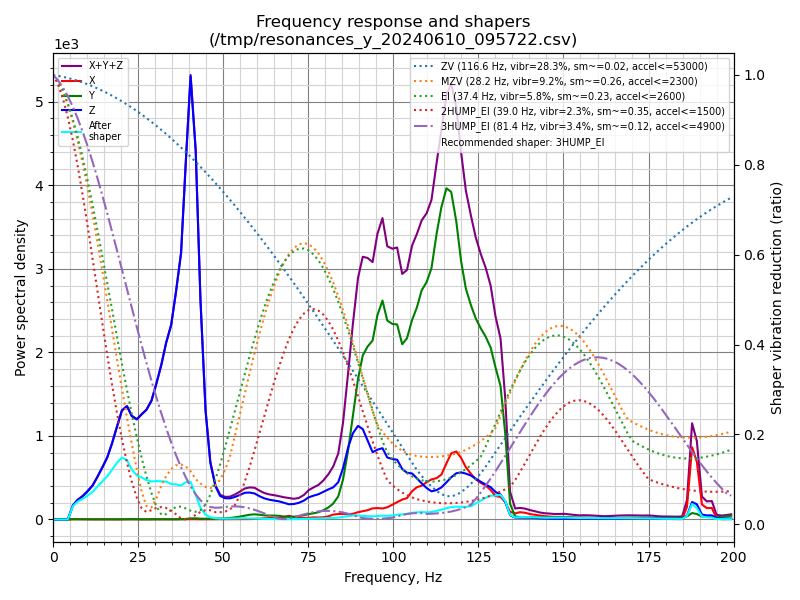 Frequency response and shapers
(/tmp/resonances_y_20240610_095722.csv)
1e3
X+Y+Z
X
Y
Z
After
shaper
ZV (116.6 Hz, vibr=28.3%, sm~=0.02, accel<=53000)
MZV (28.2 Hz, vibr=9.2%, sm~=0.26, accel<=2300)
EI (37.4 Hz, vibr=5.8%, sm~=0.23, accel<=2600)
2HUMP_EI (39.0 Hz, vibr=2.3%, sm~=0.35, accel<=1500)
3HUMP_EI (81.4 Hz, vibr=3.4%, sm~=0.12, accel<=4900)
Recommended shaper: 3HUMP_EI
Power spectral density
5
4
3
2
1
0
1.0
0.8
0.6
0.4
0.2
0.0
Shaper vibration reduction (ratio)
0 25 50 75 100 125 150 175 200
Frequency, Hz